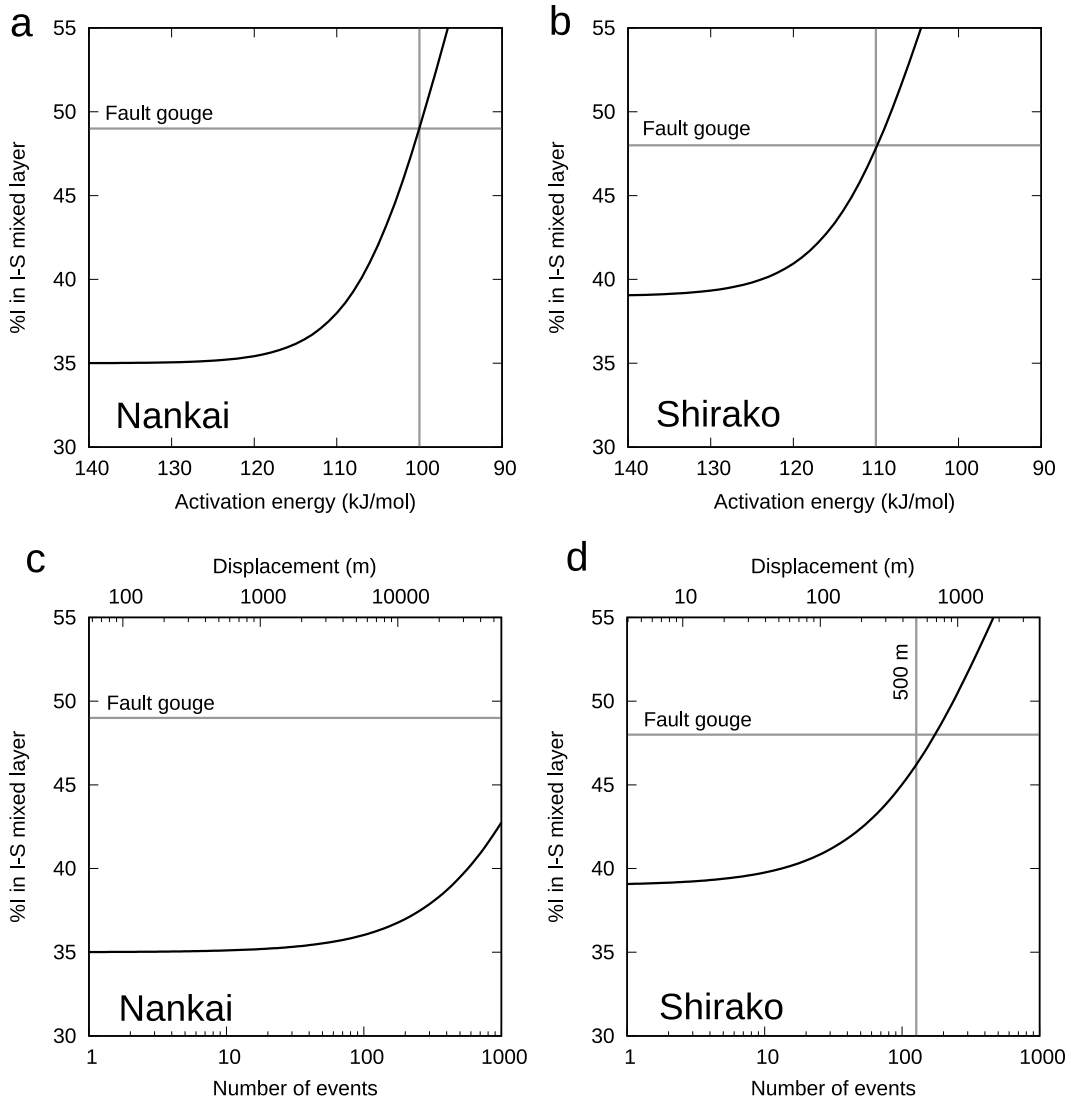 a
55
50
45
40
35
30
%I in I-S mixed layer
Fault gouge
Nankai
140 130 120 110 100 90
Activation energy (kJ/mol)
b
55
50
45
40
35
30
%I in I-S mixed layer
Fault gouge
Shirako
140 130 120 110 100 90
Activation energy (kJ/mol)
c
Displacement (m)
100 1000 10000
55
50
45
40
35
30
%I in I-S mixed layer
Fault gouge
Nankai
1 10 100 1000
Number of events
d
Displacement (m)
10 100 1000
55
50
45
40
35
30
%I in I-S mixed layer
500 m
Fault gouge
Shirako
1 10 100 1000
Number of events